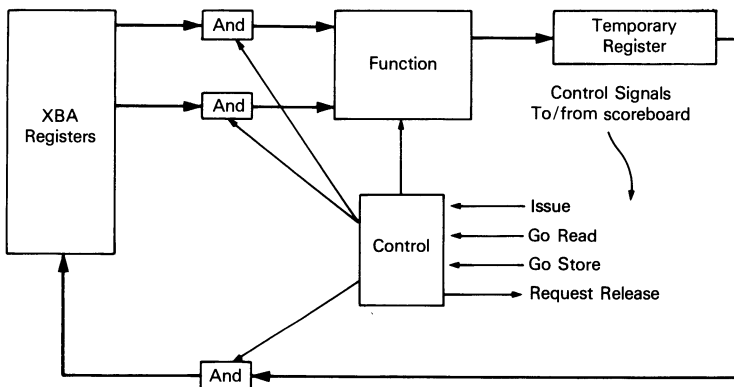 And
Function
Temporary
Register
XBA
Registers
And
Control Signals
To/from scoreboard
Control
Issue
Go Read
Go Store
Request Release
And